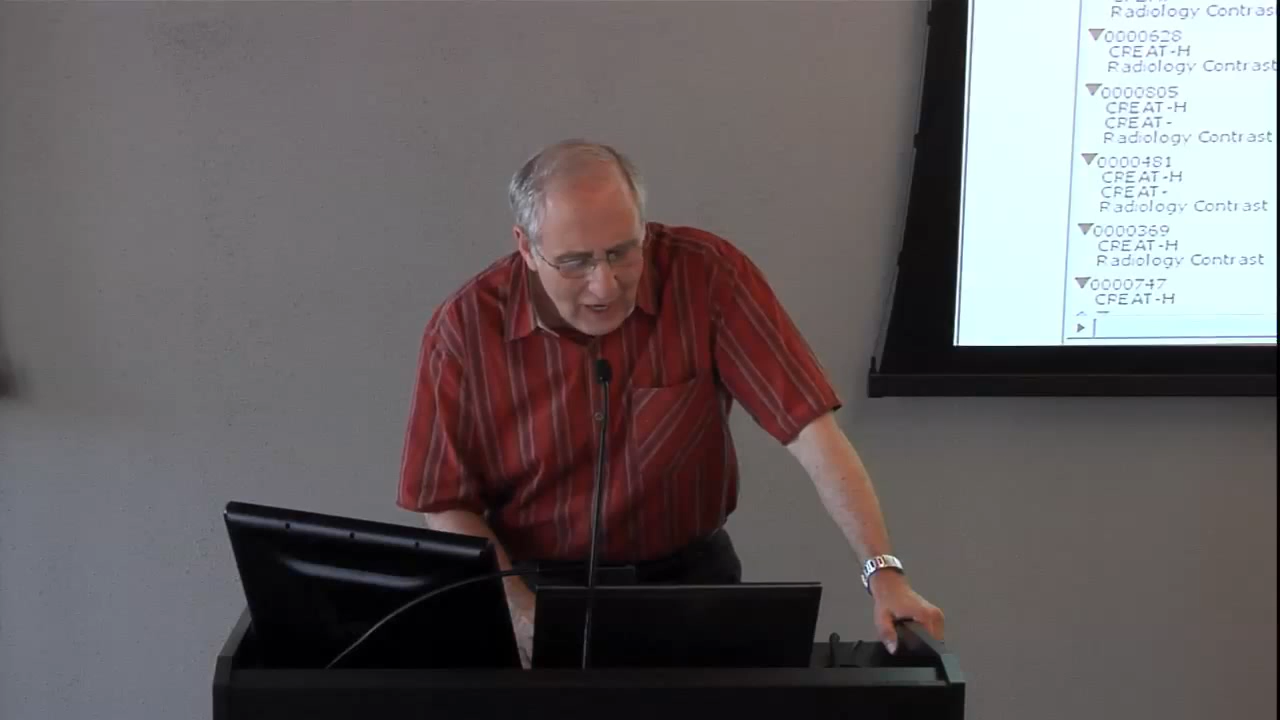 Radiology Contras
0000628
CREAT-H
Radiology Contrast
0000805
CREAT-H
CREAT-
Radiology Contrast
0000481
CREAT-H
CREAT-
Radiology Contrast
0000369
CREAT-H
Radiology Contrast
0000747
CREAT-H